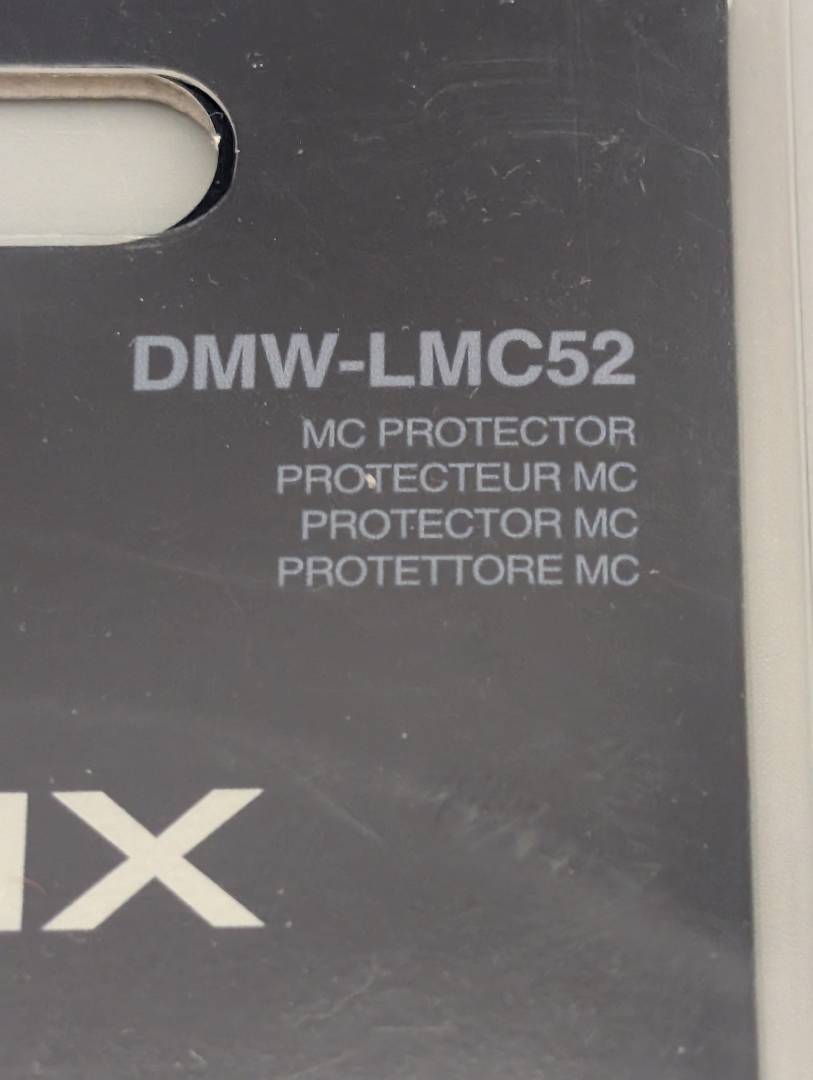 DMW-LMC52
MC PROTECTOR
PROTECTEUR MC
PROTECTOR MC
PROTETTORE MC
IX